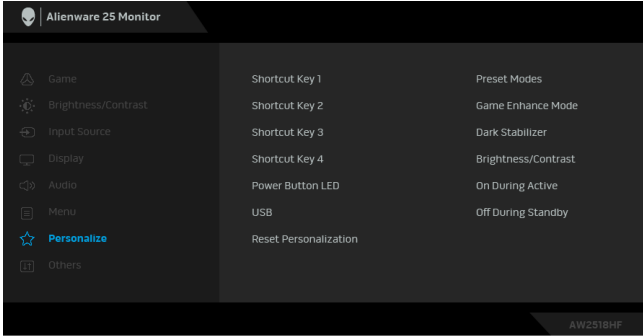 Alienware 25 Monitor
Game
Brightness/Contrast
Input Source
Display
Audio
Menu
Personalize
Others
Shortcut Key 1 Preset Modes
Shortcut Key 2 Game Enhance Mode
Shortcut Key 3 Dark Stabilizer
Shortcut Key 4 Brightness/Contrast
Power Button LED On During Active
USB Off During Standby
Reset Personalization
AW2518HF